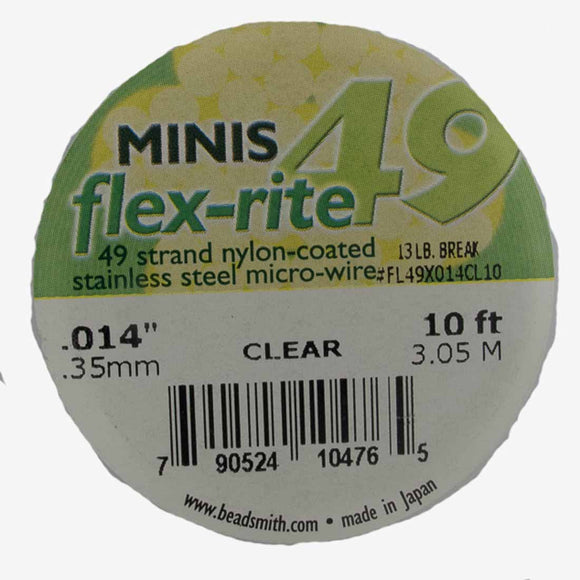 MINIS 49
flex-rite
49 strand nylon-coated 13 LB. BREAK
stainless steel micro-wire #FL49X014CL10
.014" 10 ft
.35mm CLEAR 3.05 M
7 90524 10476 5
www.beadsmith.com • made in Japan